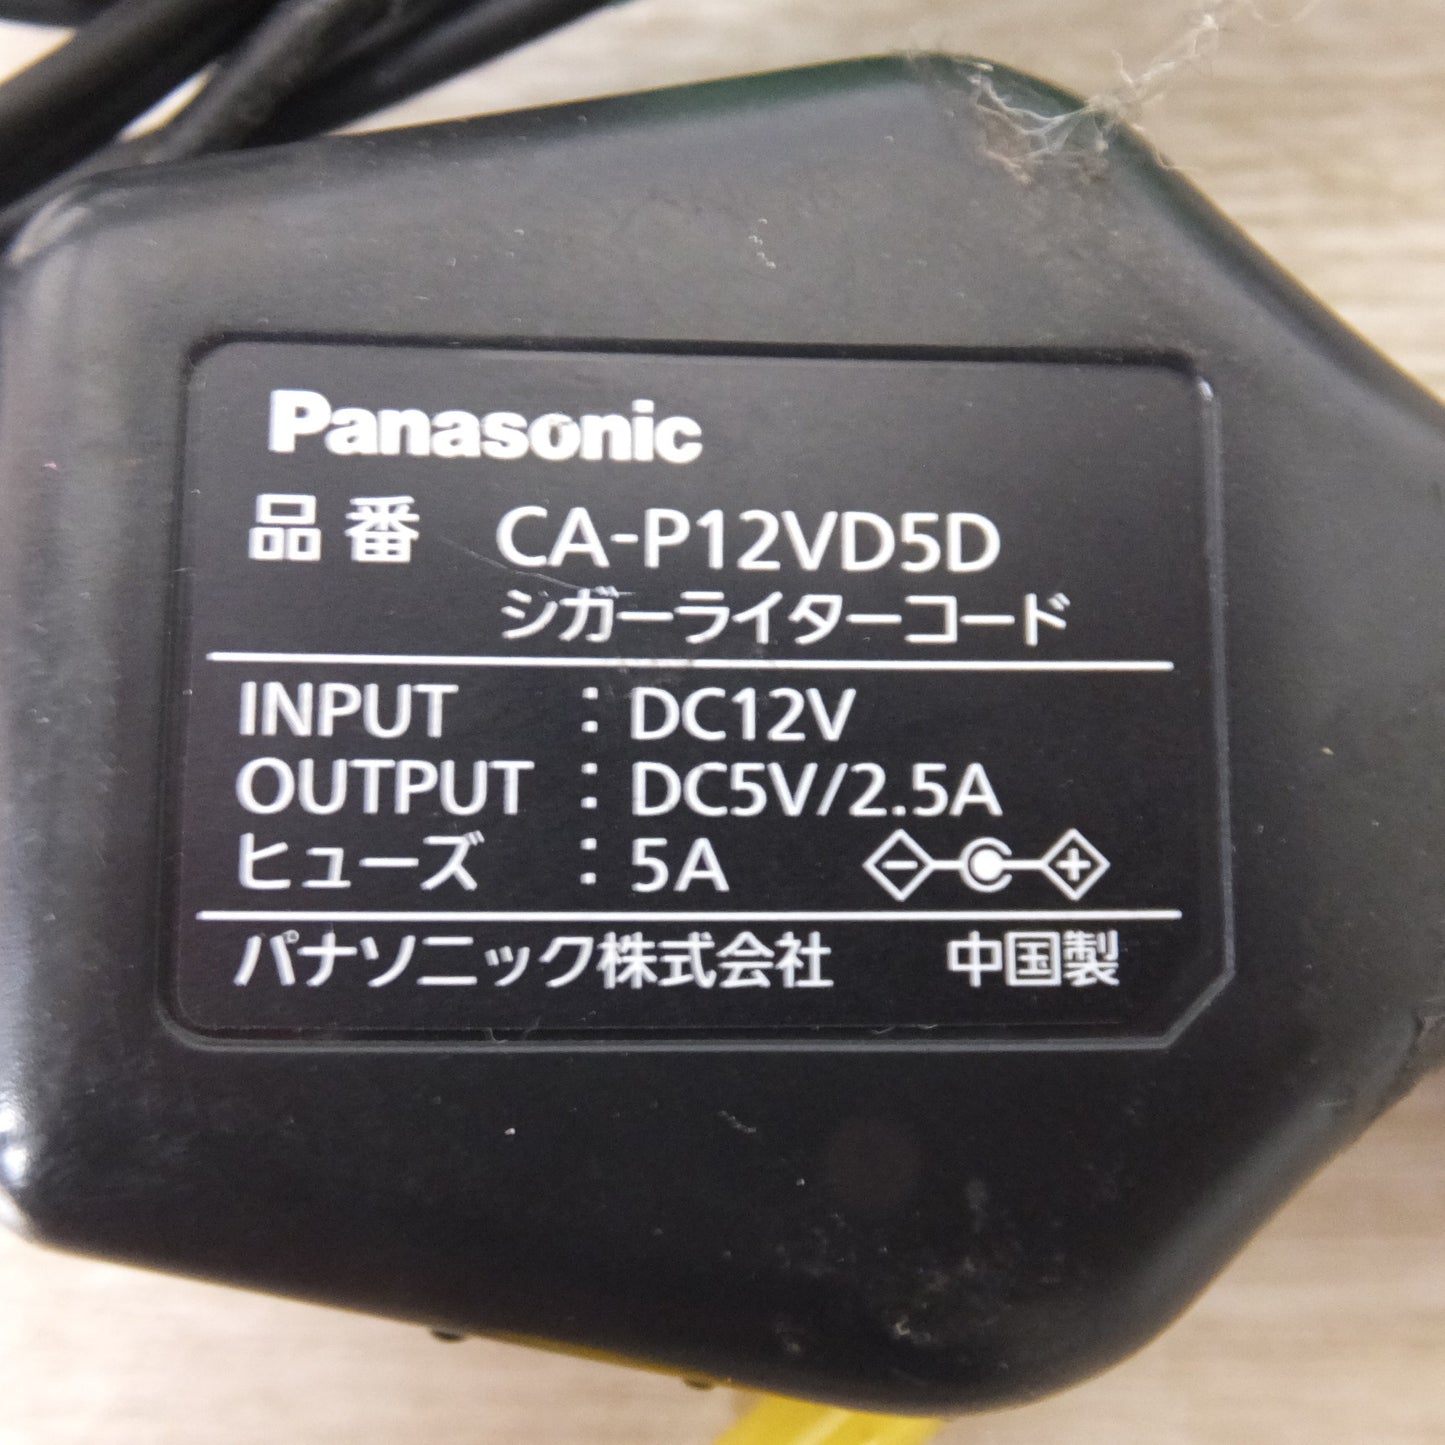 Panasonic
品番 CA-P12VD5D
シガーライターコード
INPUT : DC12V
OUTPUT : DC5V/2.5A
ヒューズ : 5A - +
パナソニック株式会社 中国製